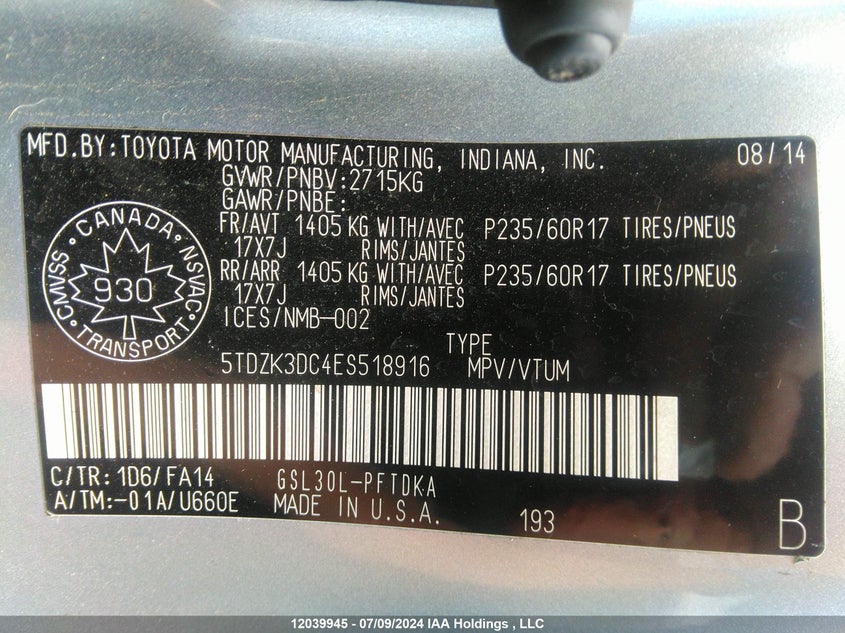 MFD.BY:TOYOTA MOTOR MANUFACTURING, INDIANA, INC. 08/14
GVWR/PNBV:2715KG
GAWR/PNBE:
FR/AVT 1405 KG WITH/AVEC P235/60R17 TIRES/PNEUS
17X7J RIMS/JANTES
RR/ARR 1405 KG WITH/AVEC P235/60R17 TIRES/PNEUS
17X7J RIMS/JANTES
ICES/NMB-002
CANADA
CMVSS NSVAC
930
TRANSPORT
TYPE
5TDZK3DC4ES518916 MPV/VTUM
C/TR: 1D6/FA14 GSL30L-PFTDKA
A/TM:-01A/U660E MADE IN U.S.A. 193 B
12039945 - 07/09/2024 IAA Holdings , LLC